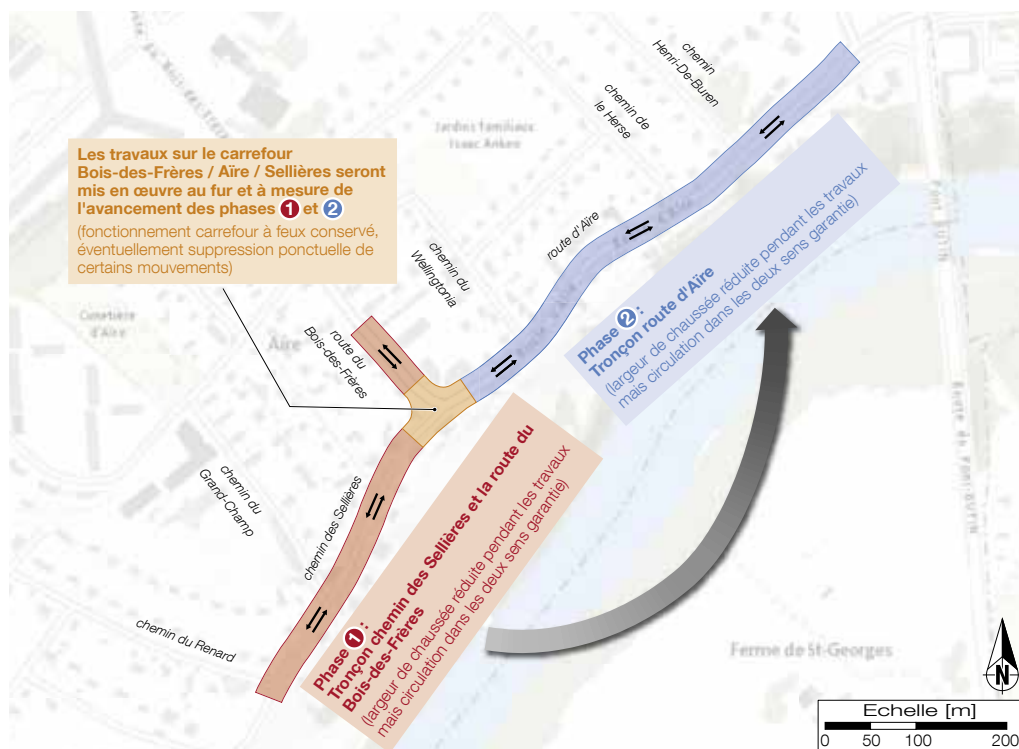 chemin
Henri-De-Buren
chemin de
le Herse
Jardins familiaux
Isaac Anken
Les travaux sur le carrefour
Bois-des-Frères / Aïre / Sellières seront
mis en œuvre au fur et à mesure de
l'avancement des phases 1 et 2
(fonctionnement carrefour à feux conservé,
éventuellement suppression ponctuelle de
certains mouvements)
route d'Aïre
chemin du
Wellingtonia
Cimetière
d'Aïre
Aïre
route du
Bois-des-Frères
Phase 2 :
Tronçon route d'Aïre
(largeur de chaussée réduite pendant les travaux
mais circulation dans les deux sens garantie)
chemin du
Grand-Champ
chemin des Sellières
chemin du Renard
Phase 1 :
Tronçon chemin des Sellières et la route du
Bois-des-Frères
(largeur de chaussée réduite pendant les travaux
mais circulation dans les deux sens garantie)
Ferme de St-Georges
N
Echelle [m]
0 50 100 200